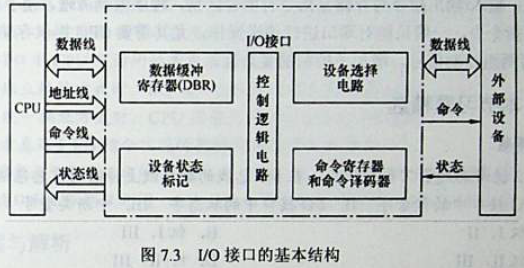 I/O接口
数据线
数据缓冲
寄存器(DBR)
设备选择
电路
数据线
CPU
地址线
命令线
状态线
控制逻辑电路
命令
外部设备
设备状态
标记
命令寄存器
和命令译码器
状态
图 7.3 I/O 接口的基本结构